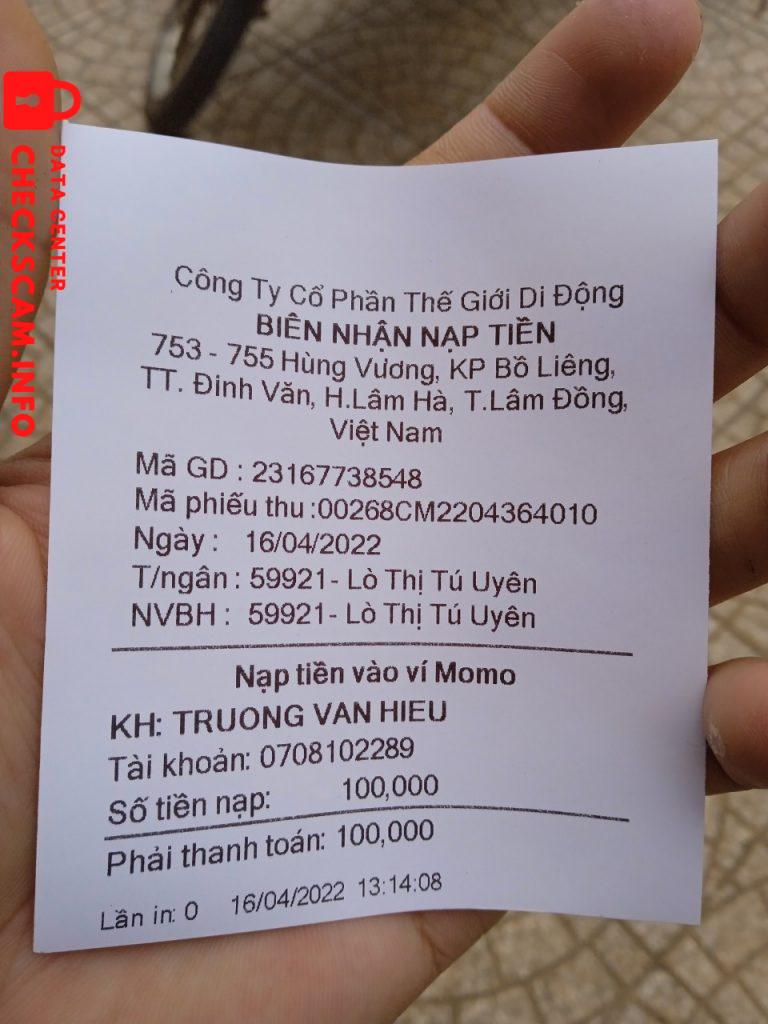 DATA CENTER
CHECKSCAM.INFO
Công Ty Cổ Phần Thế Giới Di Động
BIÊN NHẬN NẠP TIỀN
753 - 755 Hùng Vương, KP Bồ Liêng,
TT. Đinh Văn, H.Lâm Hà, T.Lâm Đồng,
Việt Nam
Mã GD : 23167738548
Mã phiếu thu :00268CM2204364010
Ngày : 16/04/2022
T/ngân : 59921- Lò Thị Tú Uyên
NVBH : 59921- Lò Thị Tú Uyên
Nạp tiền vào ví Momo
KH: TRUONG VAN HIEU
Tài khoản: 0708102289
Số tiền nạp: 100,000
Phải thanh toán: 100,000
Lần in: 0 16/04/2022 13:14:08